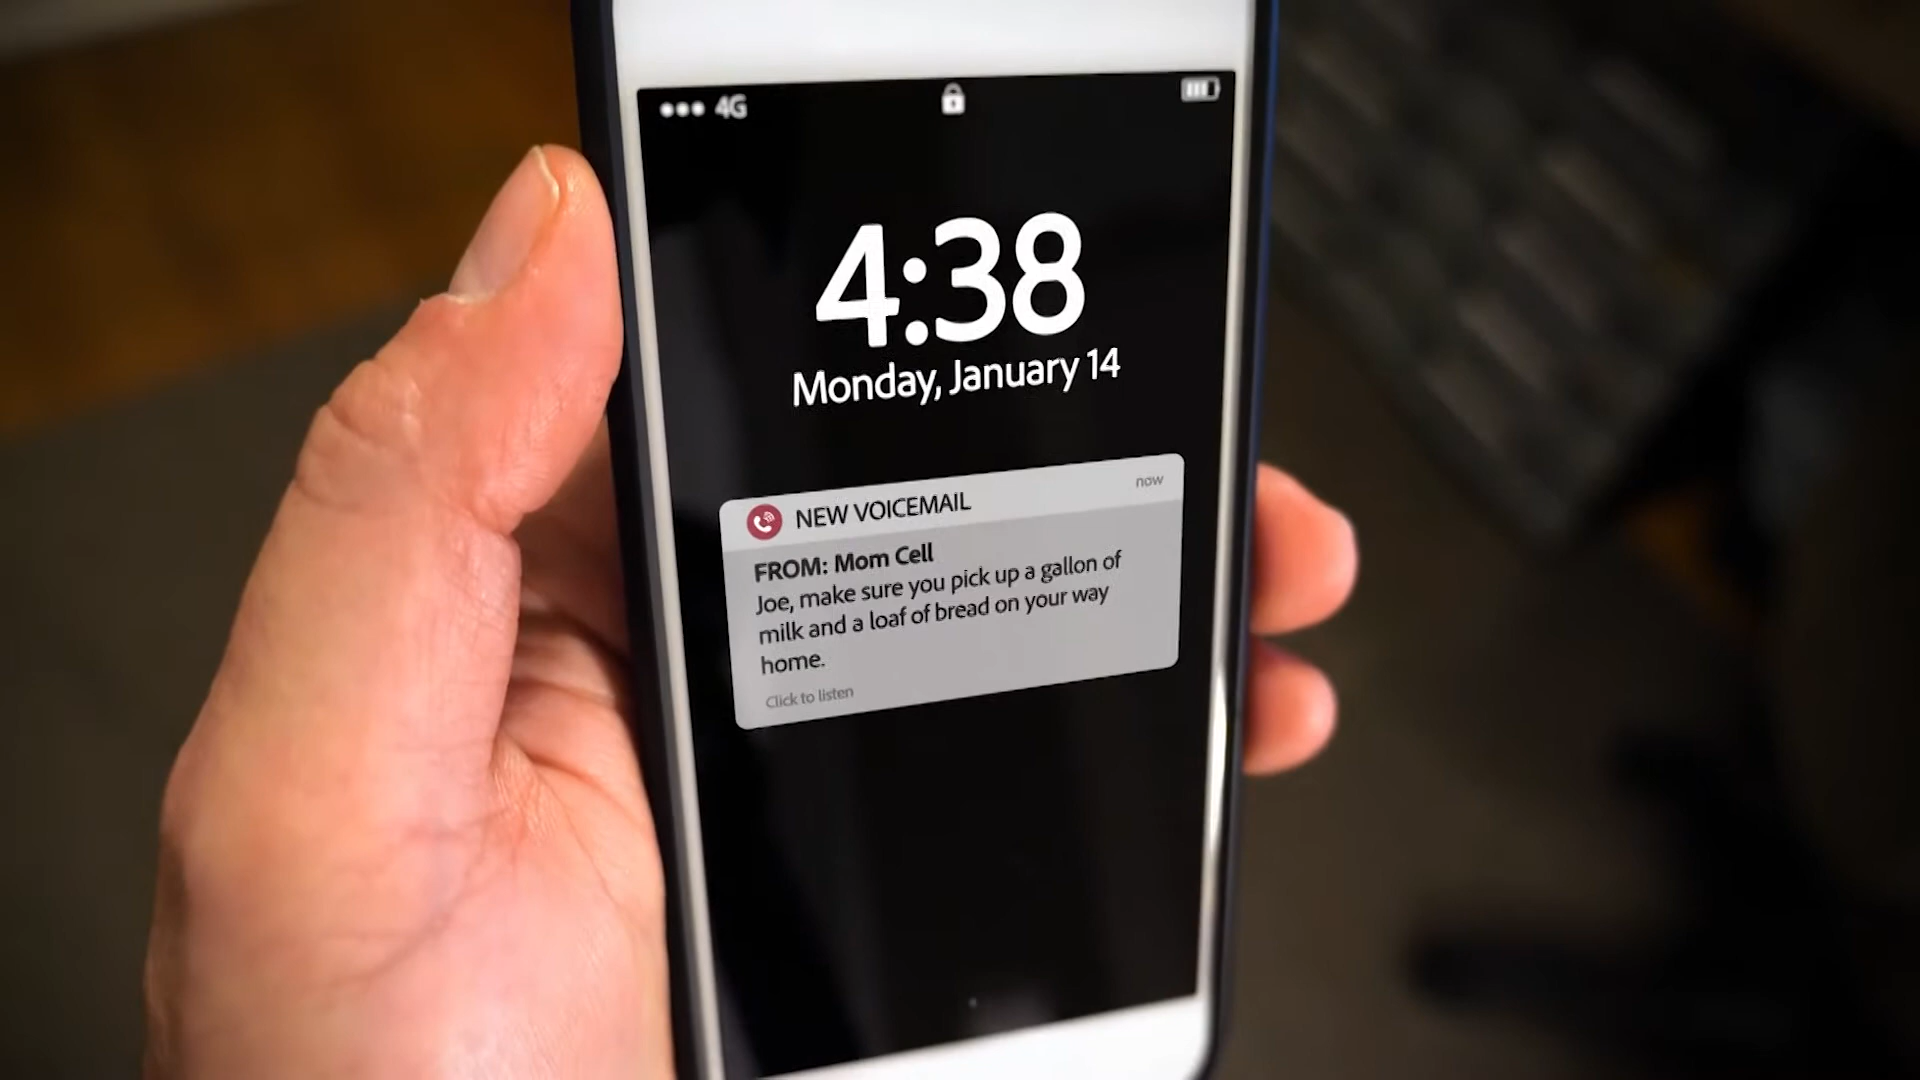 4G
4:38
Monday, January 14
NEW VOICEMAIL
now
FROM: Mom Cell
Joe, make sure you pick up a gallon of
milk and a loaf of bread on your way
home.
Click to listen